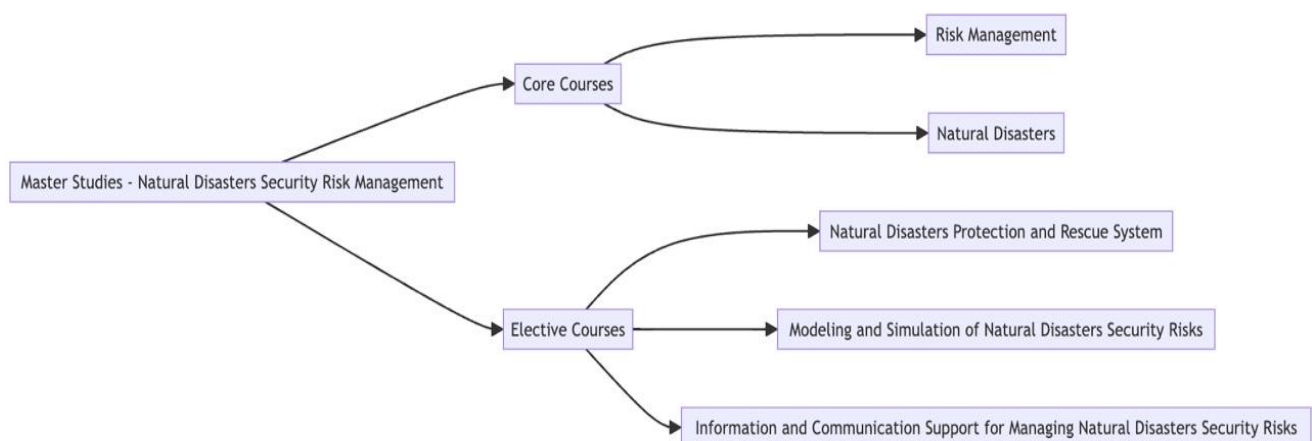 Risk Management
Core Courses
Natural Disasters
Master Studies - Natural Disasters Security Risk Management
Natural Disasters Protection and Rescue System
Elective Courses
Modeling and Simulation of Natural Disasters Security Risks
Information and Communication Support for Managing Natural Disasters Security Risks